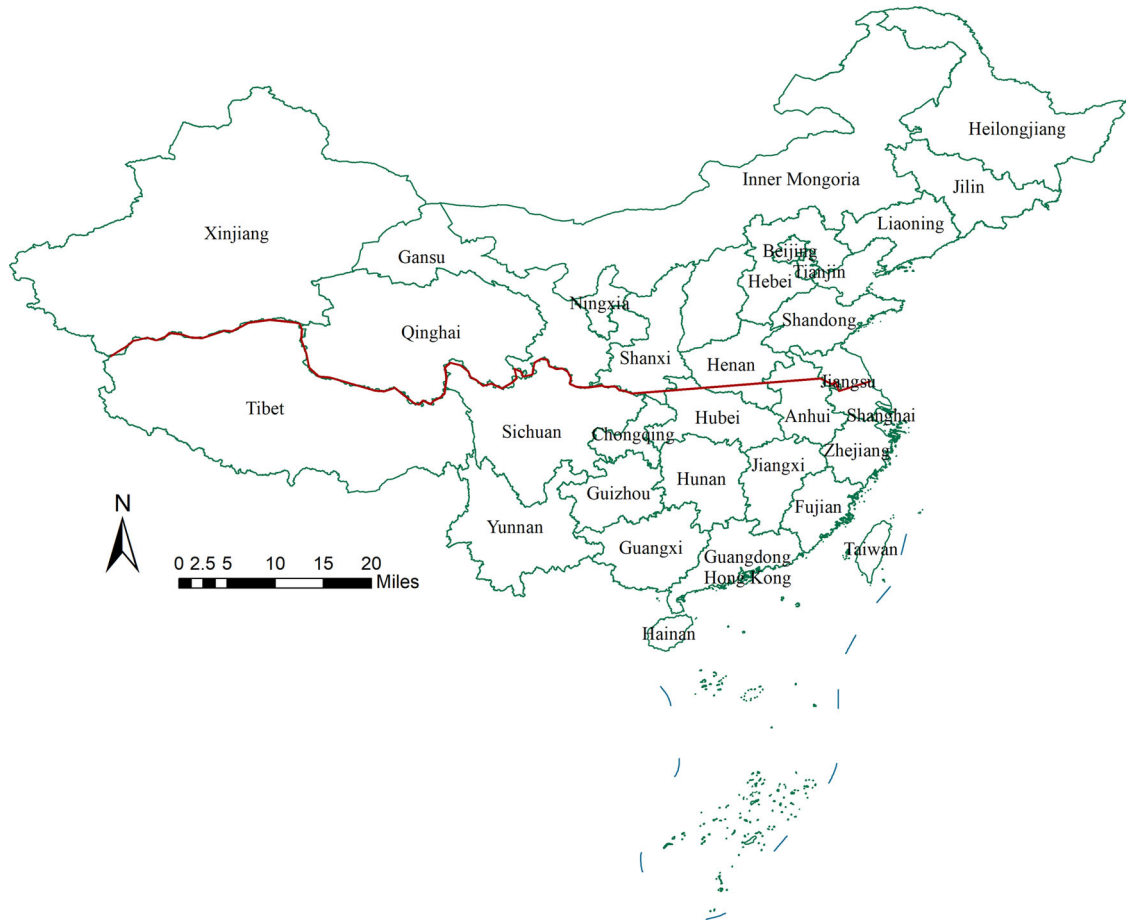 Heilongjiang
Inner Mongoria
Jilin
Liaoning
Xinjiang
Beijing
Gansu
Tianjin
Hebei
Ningxia
Shandong
Qinghai
Shanxi
Henan
Jiangsu
Tibet
Hubei
Anhui
Shanghai
Sichuan
Chongqing
Zhejiang
Jiangxi
Hunan
Guizhou
N
Fujian
Yunnan
Guangxi
Taiwan
Guangdong
Hong Kong
0 2.5 5 10 15 20
Miles
Hainan